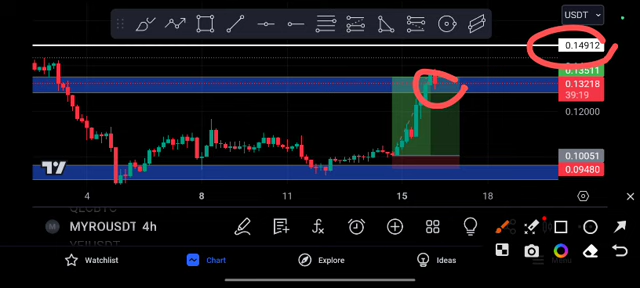 USDT
0.14912
0.13511
0.13218
39:19
0.12000
0.10051
0.09480
4
8
11
15
18
MYROUSDT 4h
Watchlist
Chart
Explore
Ideas